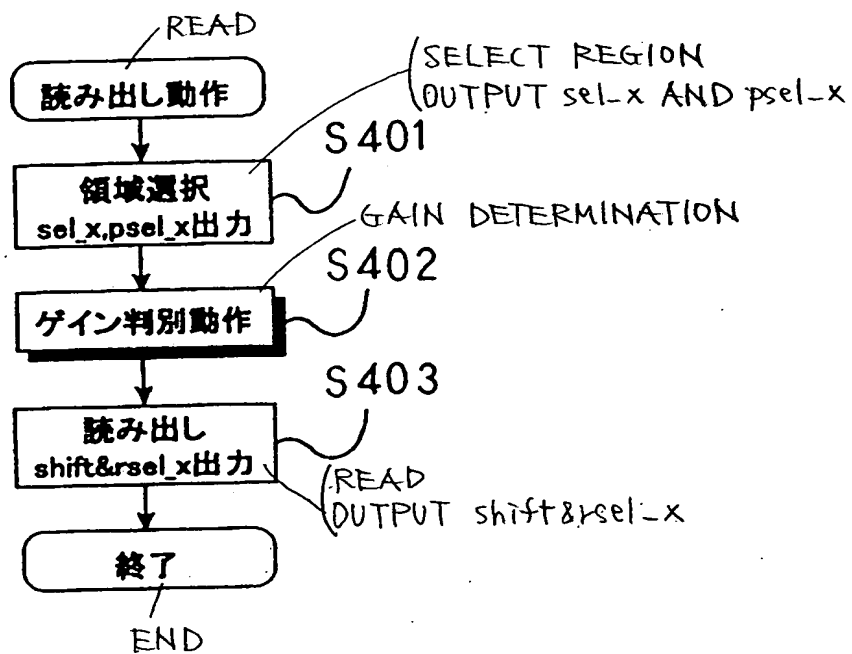 READ
読み出し動作
SELECT REGION
OUTPUT sel_x AND psel_x
S401
領域選択
sel_x,psel_x出力
GAIN DETERMINATION
S402
ゲイン判別動作
S403
読み出し
shift&rsel_x出力
READ
OUTPUT shift&rsel_x
終了
END